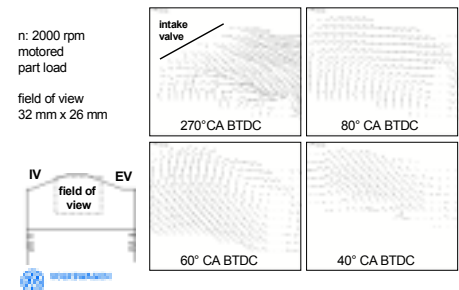 n: 2000 rpm
motored
part load
field of view
32 mm x 26 mm
IV
EV
field of
view
intake
valve
270°CA BTDC
80° CA BTDC
60° CA BTDC
40° CA BTDC